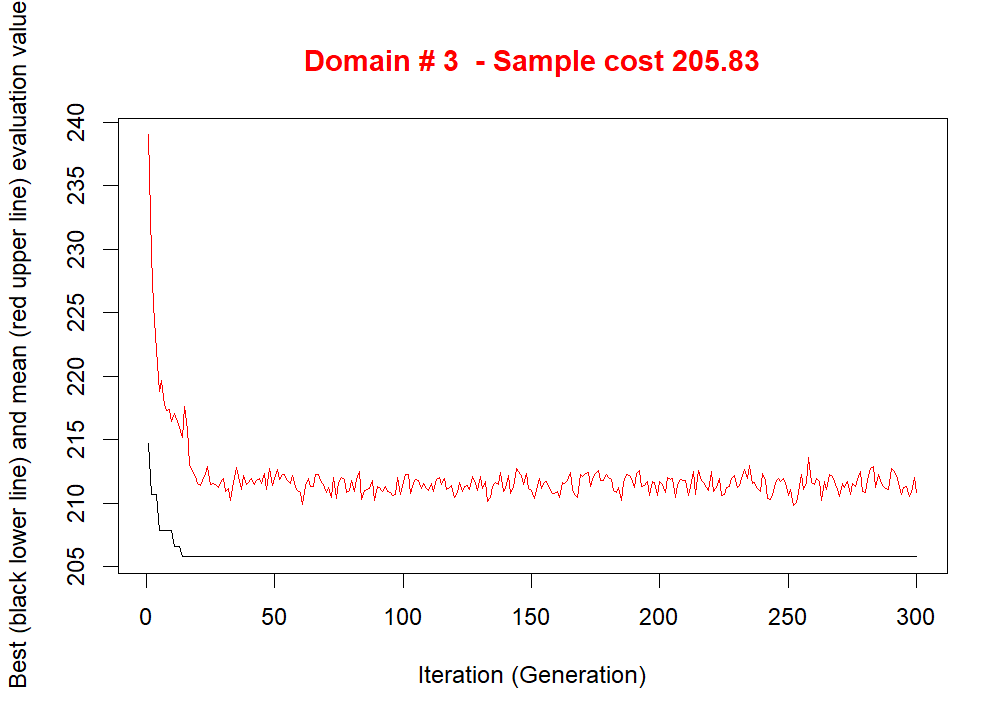 Domain # 3  - Sample cost 205.83
Best (black lower line) and mean (red upper line) evaluation value
240
235
230
225
220
215
210
205
0 50 100 150 200 250 300
Iteration (Generation)